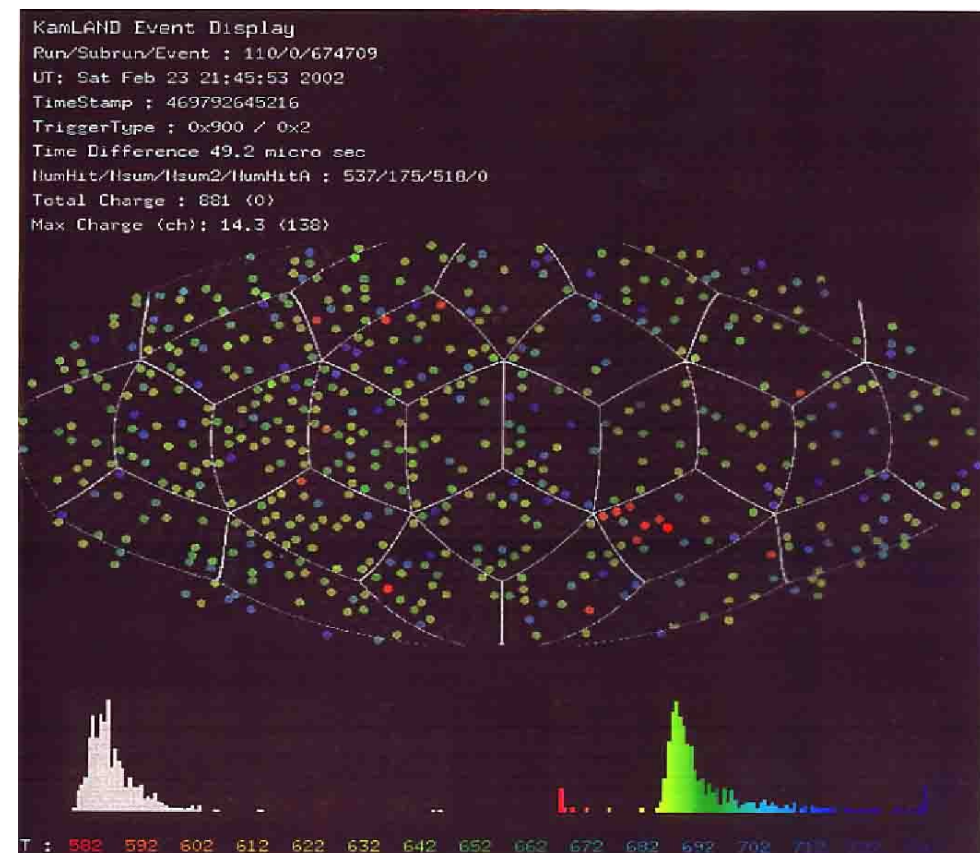 KamLAND Event Display
Run/Subrun/Event : 110/0/674709
UT: Sat Feb 23 21:45:53 2002
TimeStamp : 469792645216
TriggerType : 0x900 / 0x2
Time Difference 49.2 micro sec
NumHit/Nsum/Nsum2/NumHitA : 537/175/518/0
Total Charge : 881 (0)
Max Charge (ch): 14.3 (138)
T : 582 592 602 612 622 632 642 652 662 672 682 692 702 712